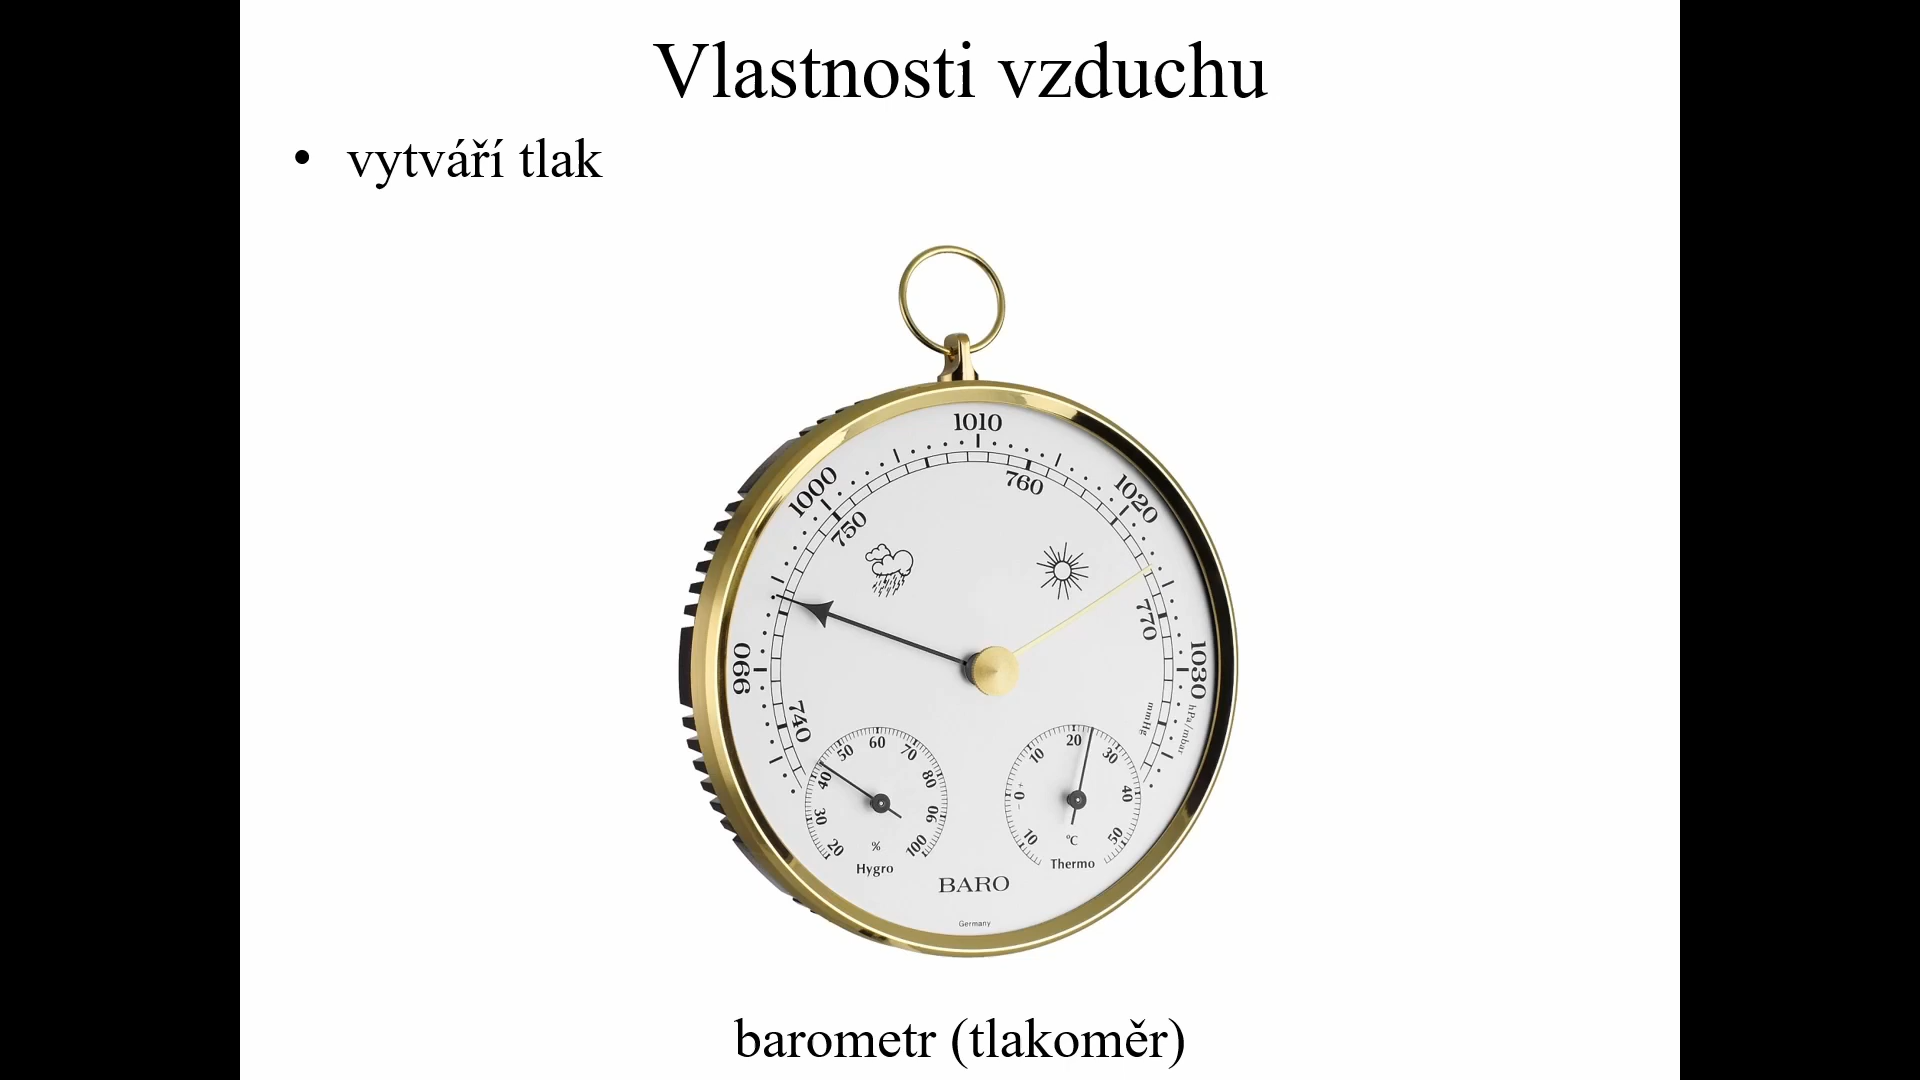 Vlastnosti vzduchu
• vytváří tlak
1010
1000
1020
760
750
770
990
1030
740
hPa/mbar
mmHg
50 60 70
40 80
30 90
20 100
%
Hygro
10 20 30
+ 0 − 40
10 50
°C
Thermo
BARO
Germany
barometr (tlakoměr)